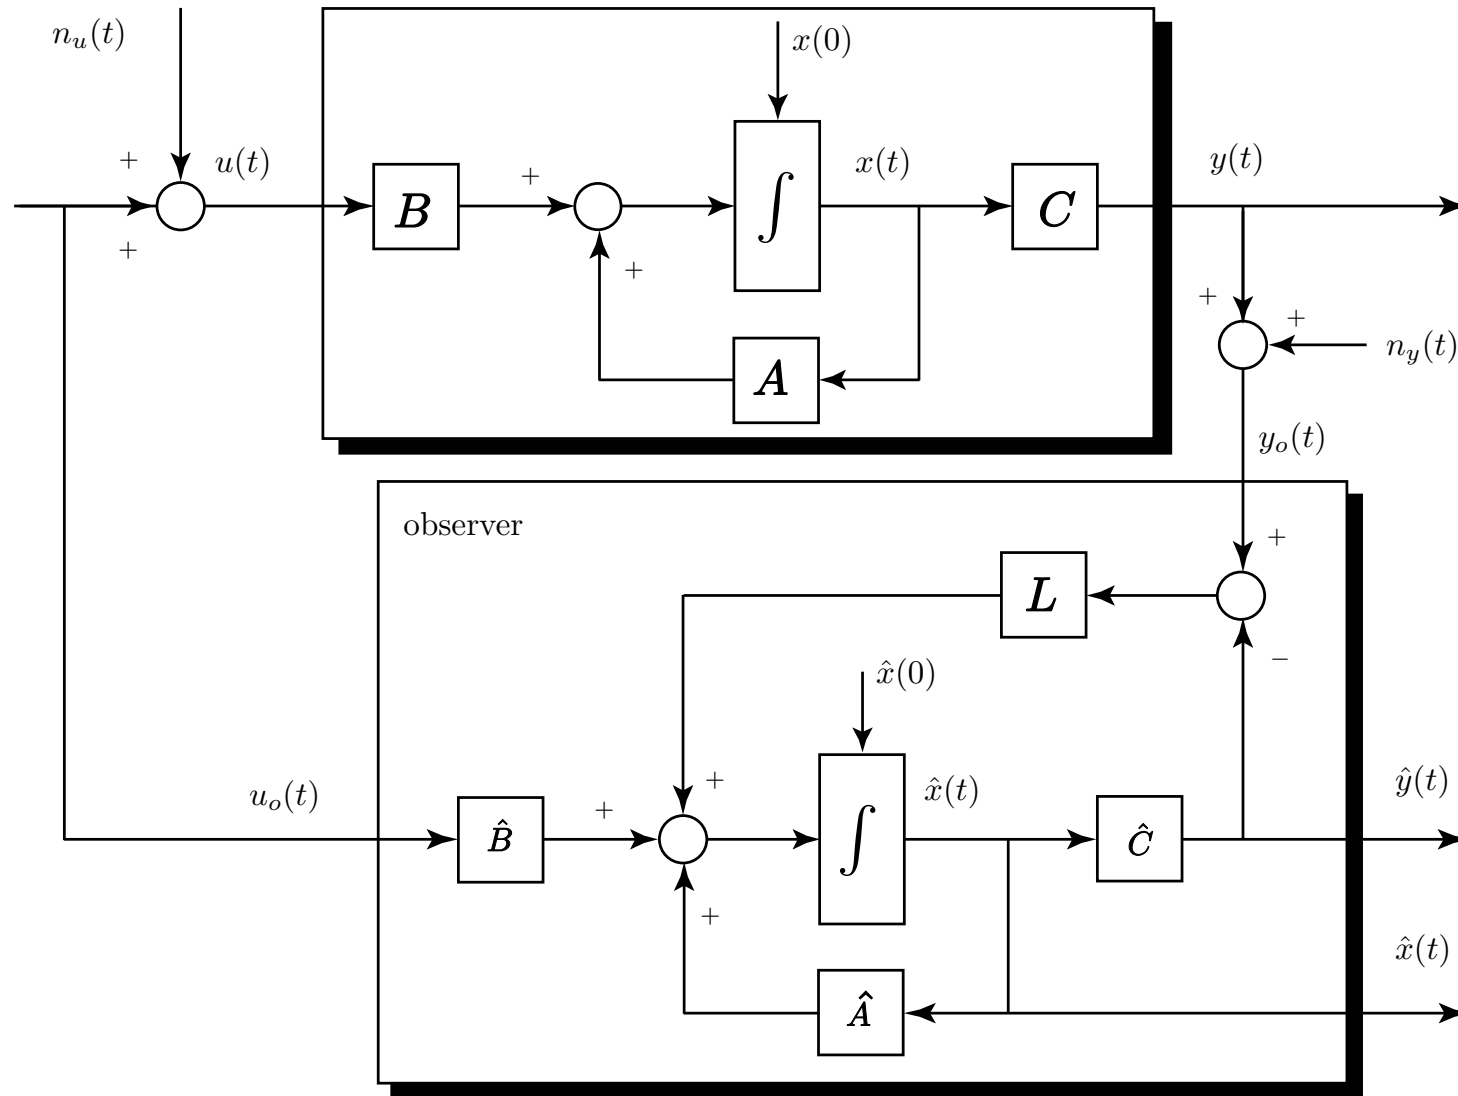 n_u(t)
x(0)
+
u(t)
+
x(t)
y(t)
B
∫
C
+
+
+
+
n_y(t)
A
y_o(t)
observer
+
L
x̂(0)
−
u_o(t)
+
+
x̂(t)
ŷ(t)
B̂
∫
Ĉ
+
x̂(t)
Â